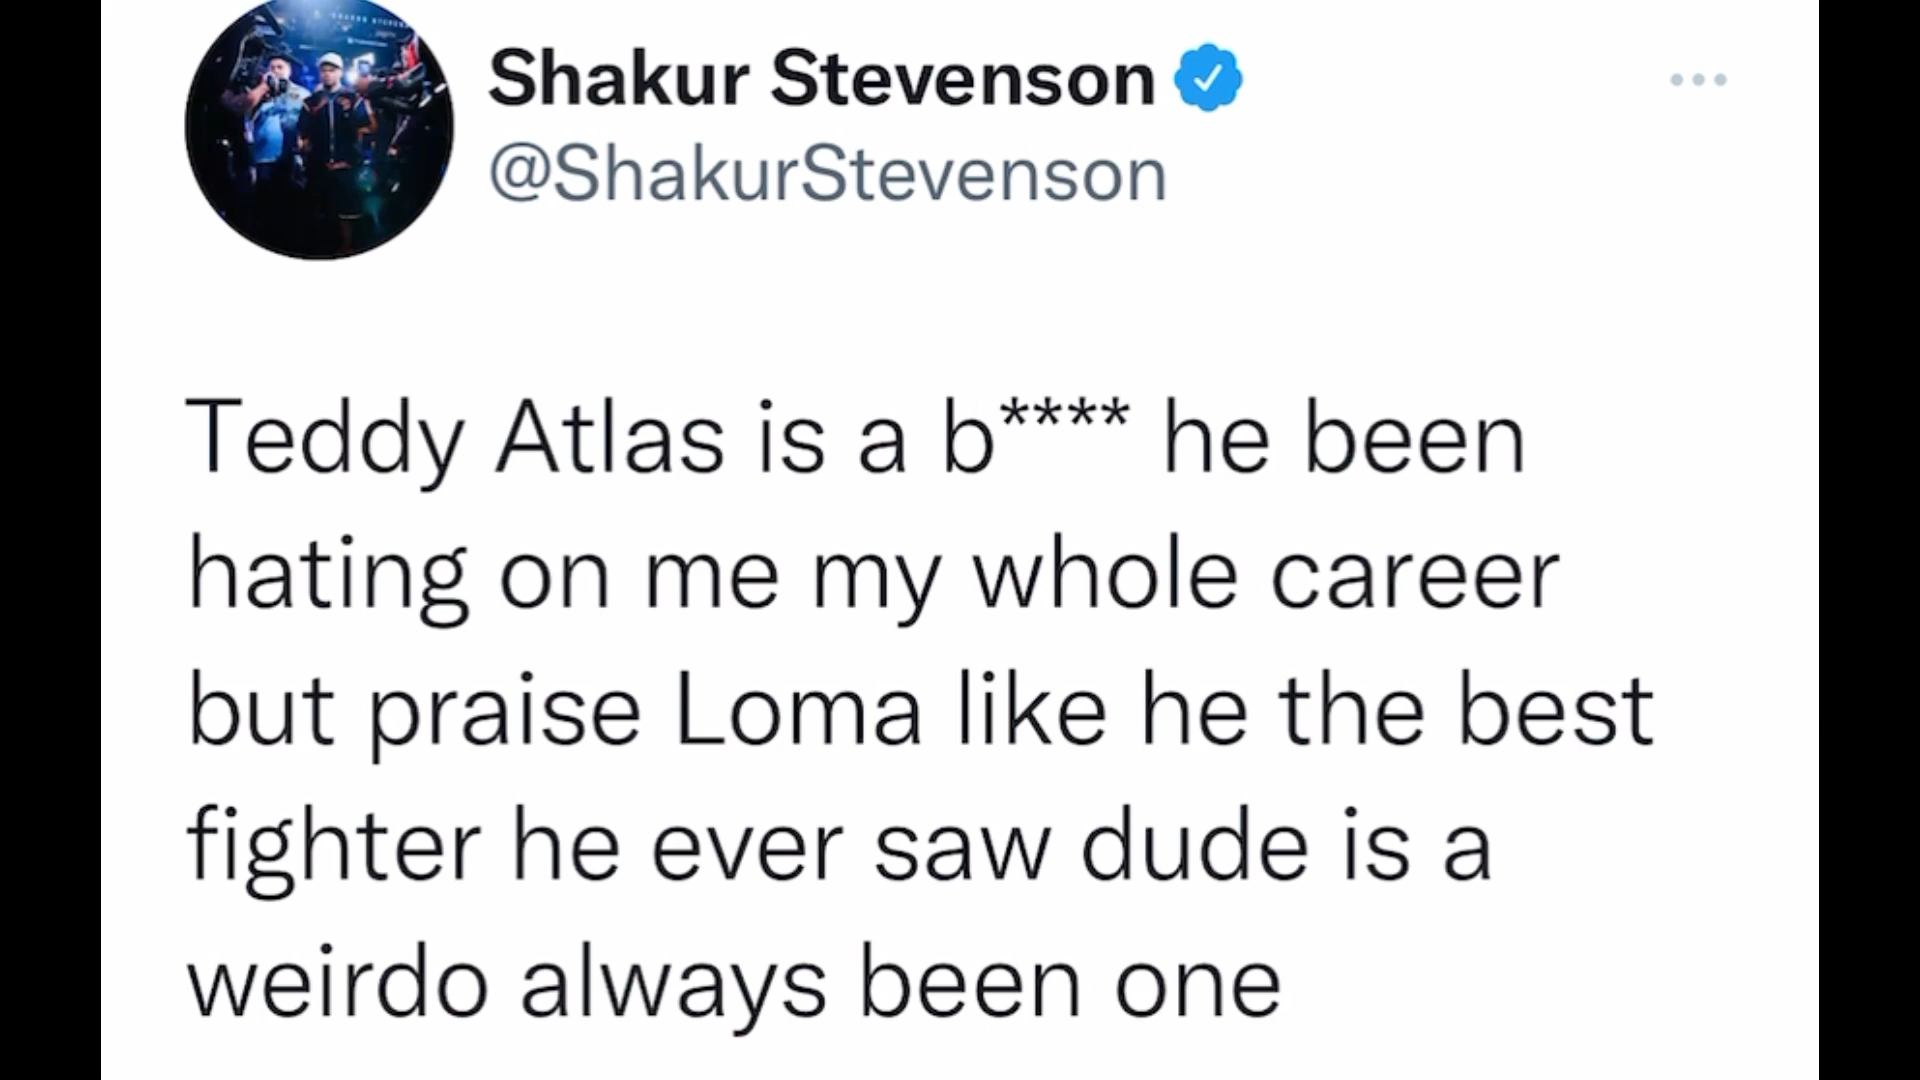 Shakur Stevenson
@ShakurStevenson
Teddy Atlas is a b**** he been
hating on me my whole career
but praise Loma like he the best
fighter he ever saw dude is a
weirdo always been one